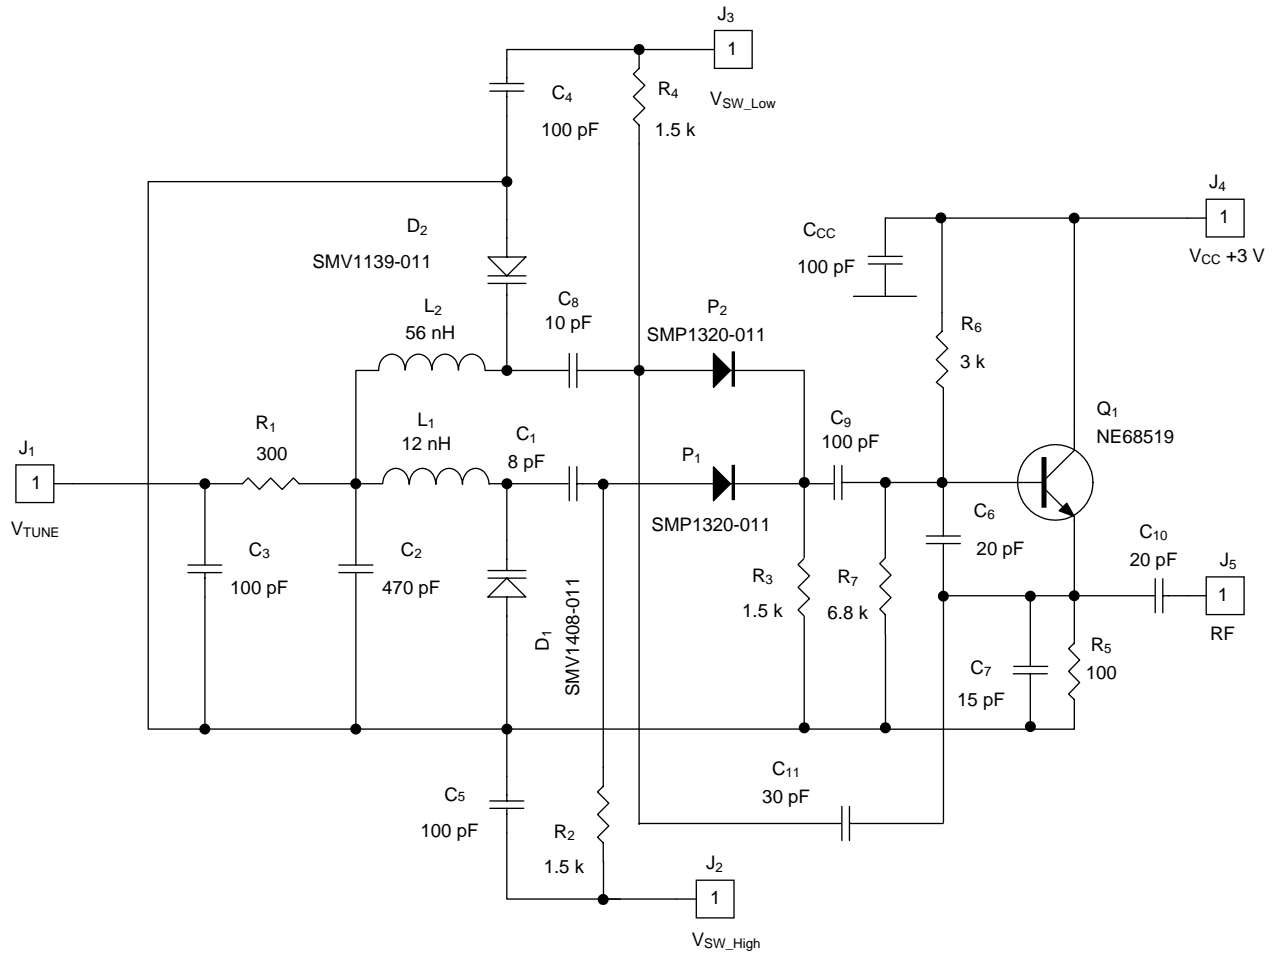 J3
1
VSW_Low
C4
100 pF
R4
1.5 k
J4
1
VCC +3 V
CCC
100 pF
D2
SMV1139-011
L2
56 nH
C8
10 pF
P2
SMP1320-011
R6
3 k
Q1
NE68519
J1
1
VTUNE
R1
300
L1
12 nH
C1
8 pF
P1
SMP1320-011
C9
100 pF
C3
100 pF
C2
470 pF
D1
SMV1408-011
R3
1.5 k
R7
6.8 k
C6
20 pF
C10
20 pF
J5
1
RF
C7
15 pF
R5
100
C11
30 pF
C5
100 pF
R2
1.5 k
J2
1
VSW_High